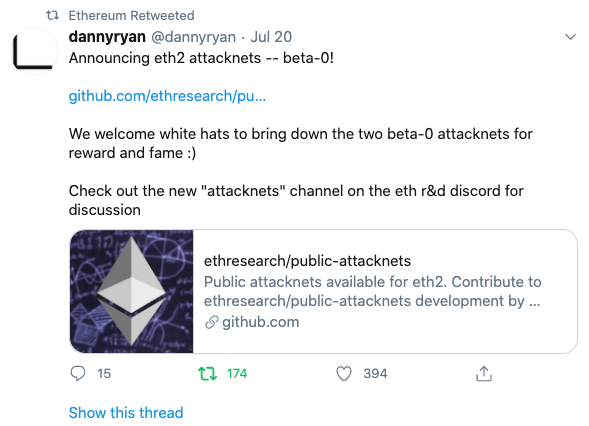 Ethereum Retweeted
dannyryan @dannyryan · Jul 20
Announcing eth2 attacknets -- beta-0!
github.com/ethresearch/pu...
We welcome white hats to bring down the two beta-0 attacknets for
reward and fame :)
Check out the new "attacknets" channel on the eth r&d discord for
discussion
ethresearch/public-attacknets
Public attacknets available for eth2. Contribute to
ethresearch/public-attacknets development by ...
github.com
15 174 394
Show this thread